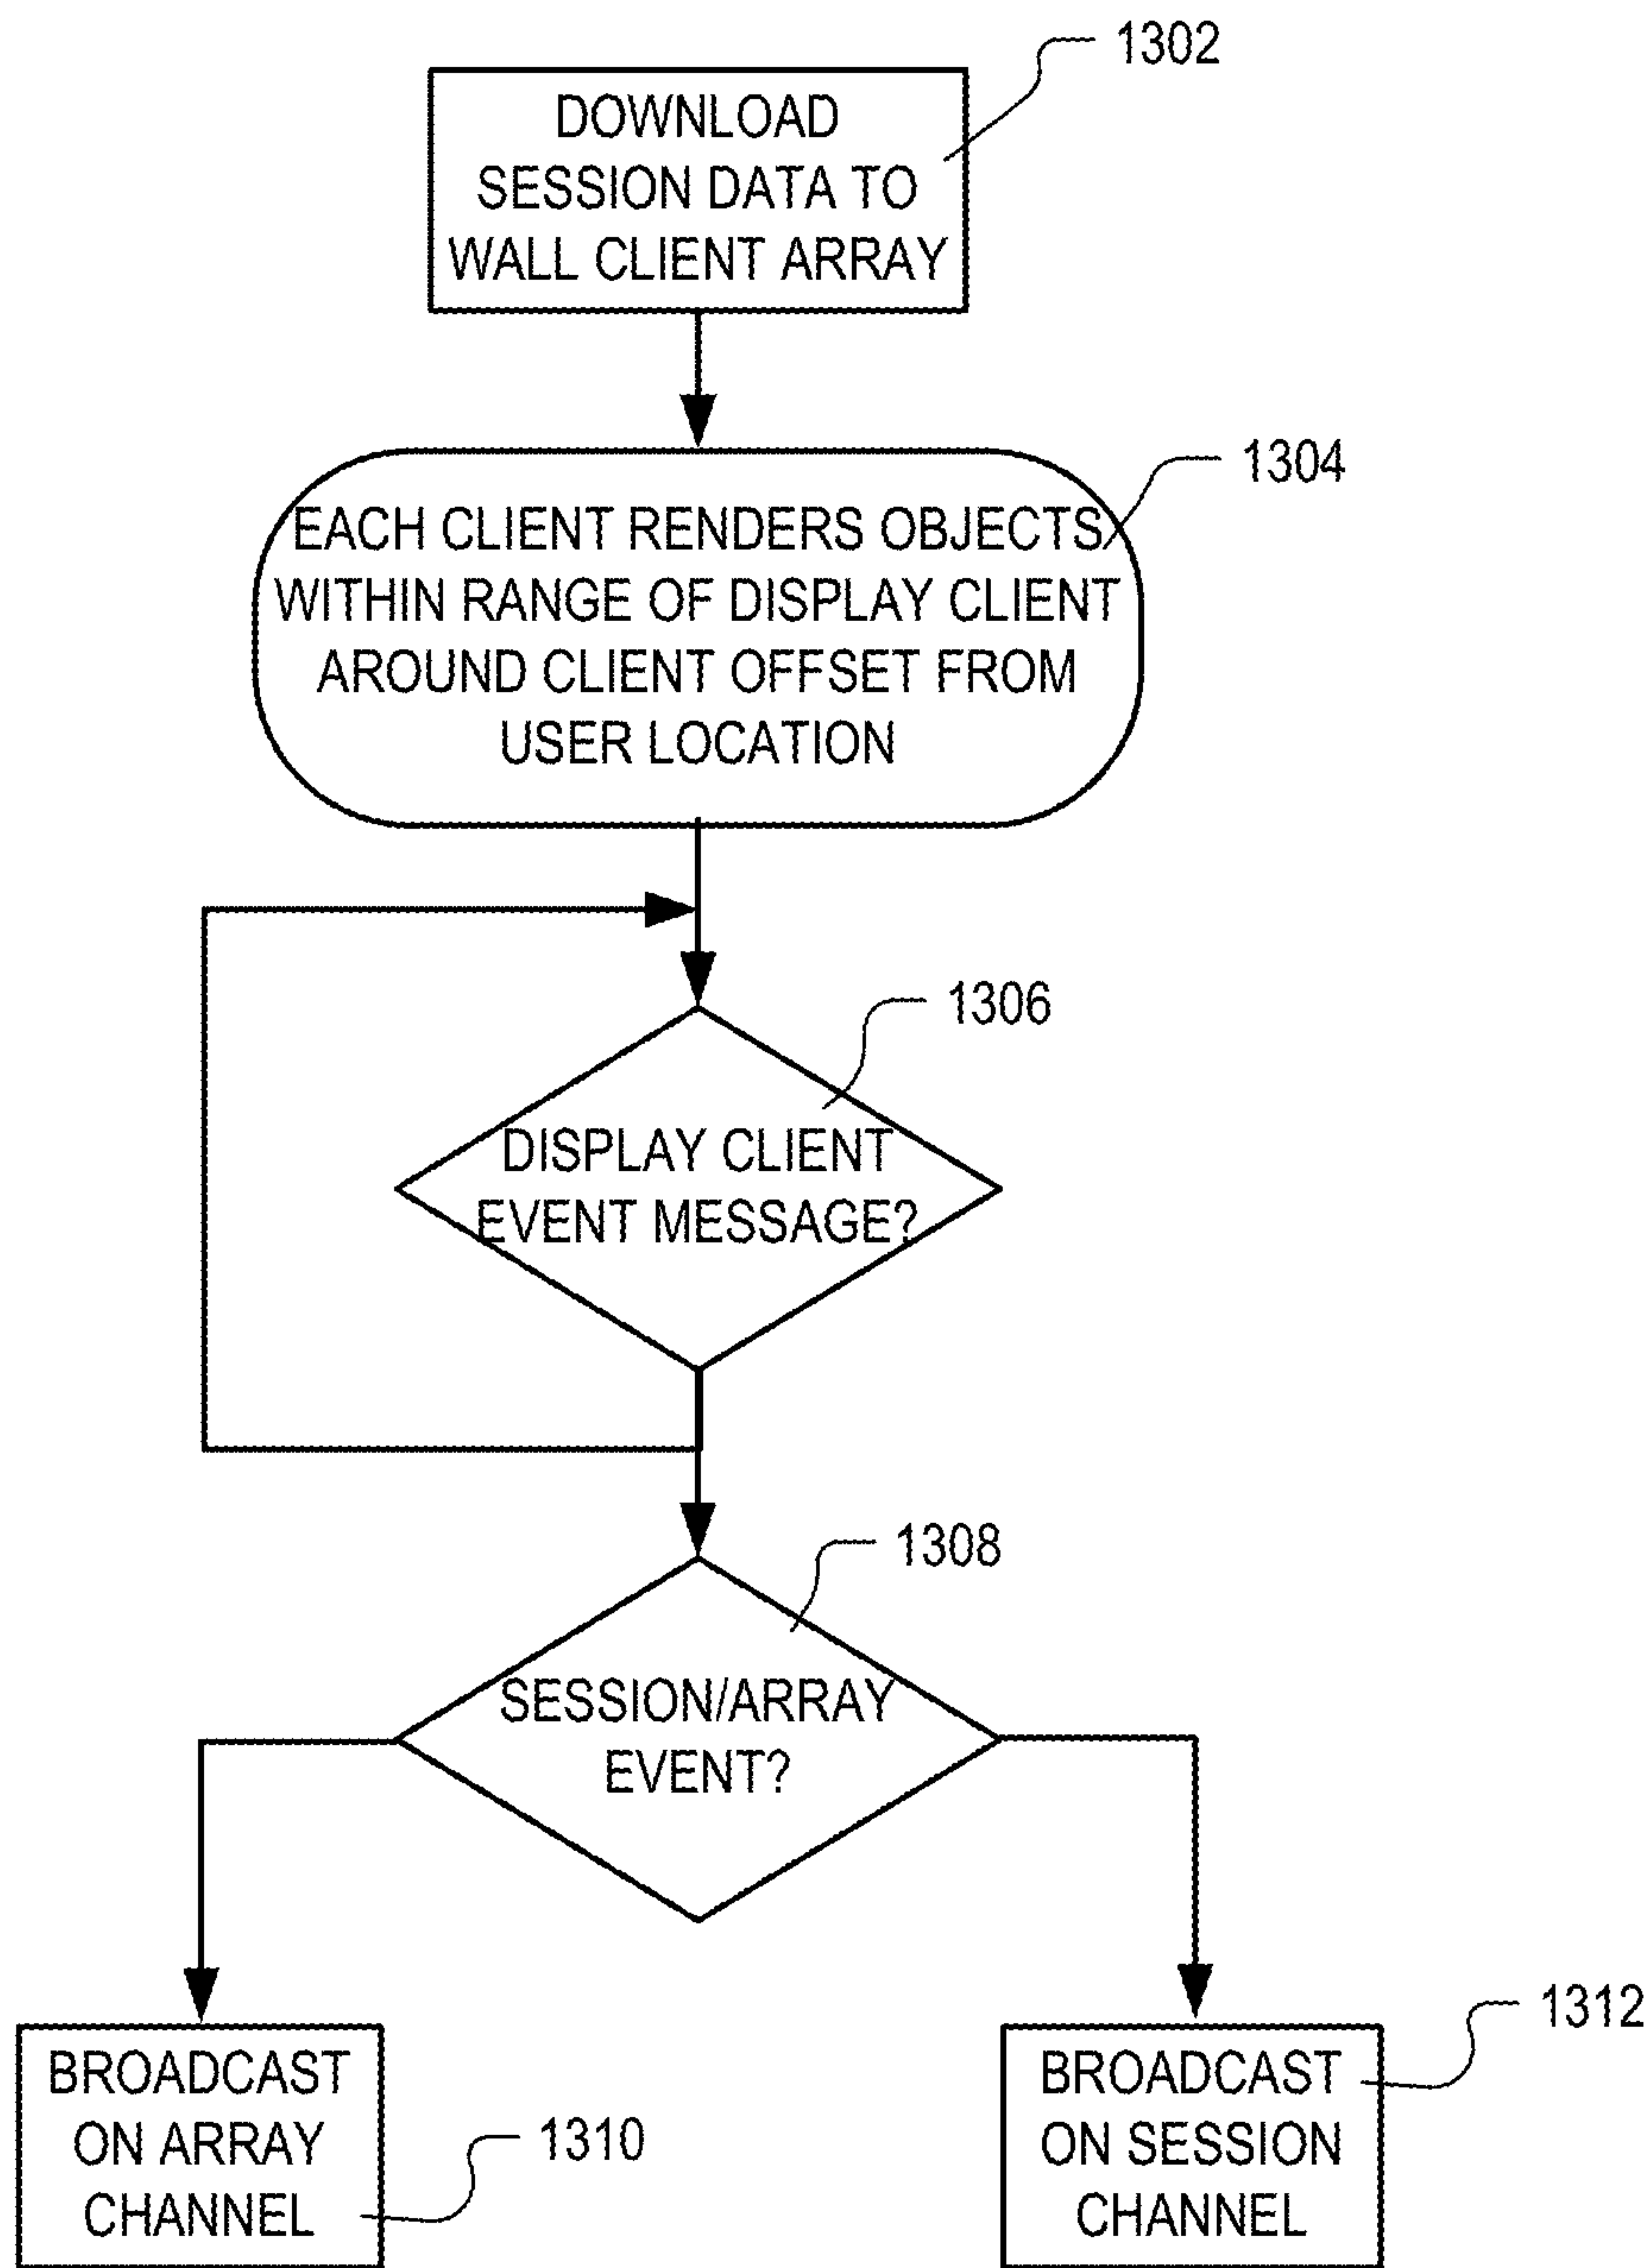 1302
DOWNLOAD
SESSION DATA TO
WALL CLIENT ARRAY
1304
EACH CLIENT RENDERS OBJECTS
WITHIN RANGE OF DISPLAY CLIENT
AROUND CLIENT OFFSET FROM
USER LOCATION
1306
DISPLAY CLIENT
EVENT MESSAGE?
1308
SESSION/ARRAY
EVENT?
BROADCAST
ON ARRAY
CHANNEL
1310
1312
BROADCAST
ON SESSION
CHANNEL